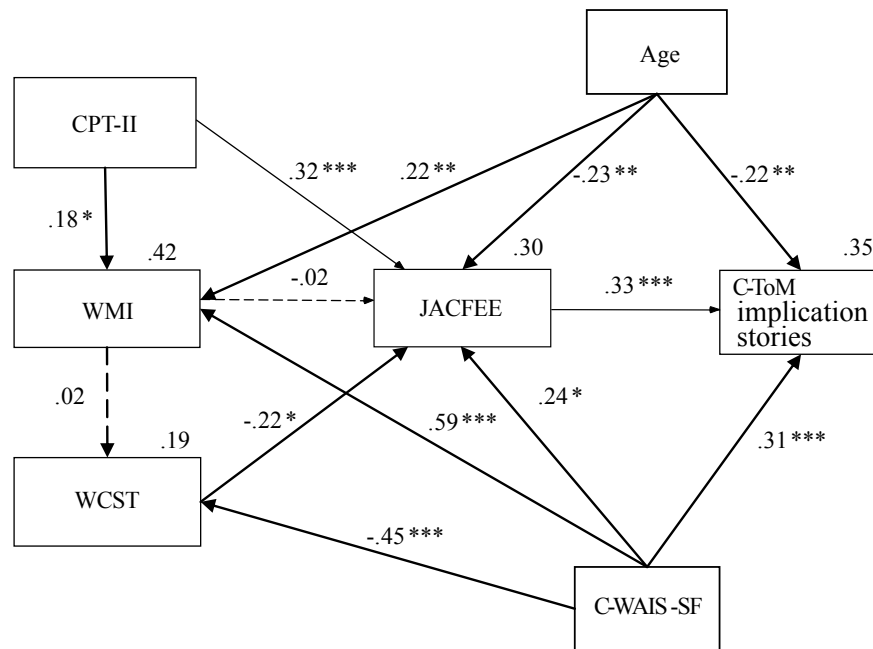 Age
CPT-II
.32 ***
.22 **
-.23 **
-.22 **
.18 *
.42
.30
.35
WMI
-.02
JACFEE
.33 ***
C-ToM
implication
stories
.02
.19
-.22 *
.59 ***
.24 *
.31 ***
WCST
-.45 ***
C-WAIS -SF